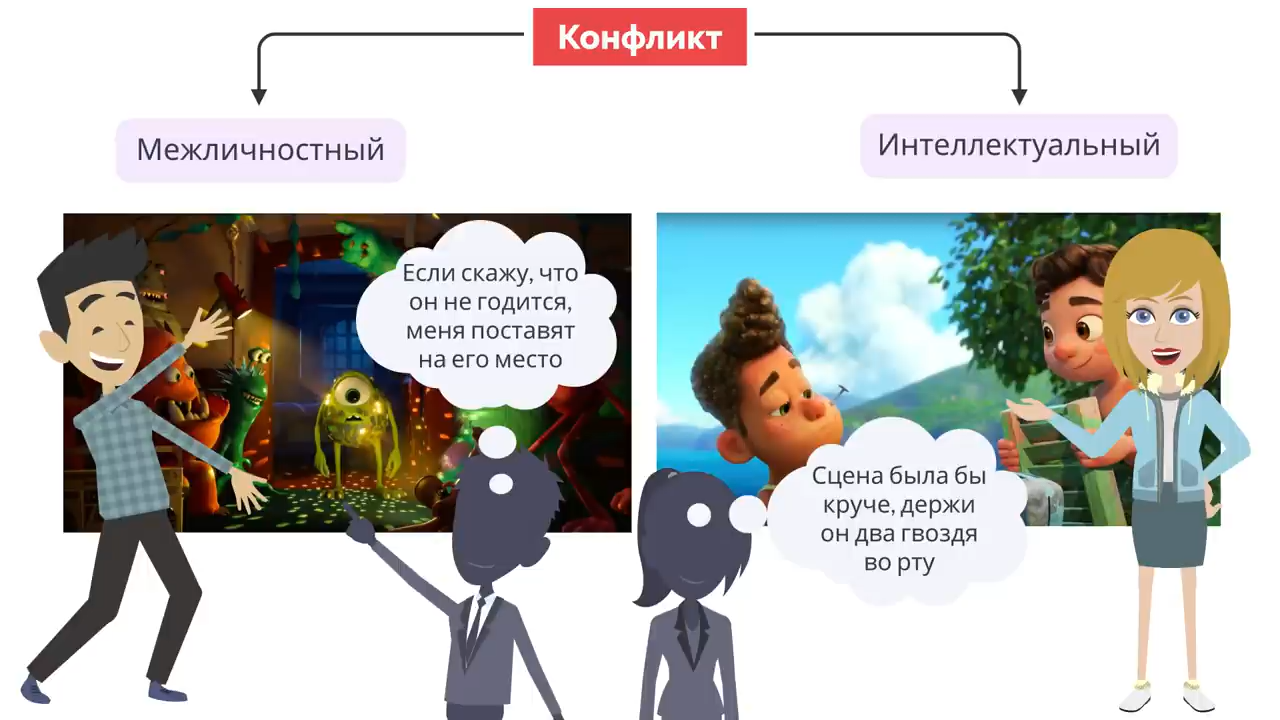 Конфликт
Межличностный
Интеллектуальный
Если скажу, что
он не годится,
меня поставят
на его место
Сцена была бы
круче, держи
он два гвоздя
во рту